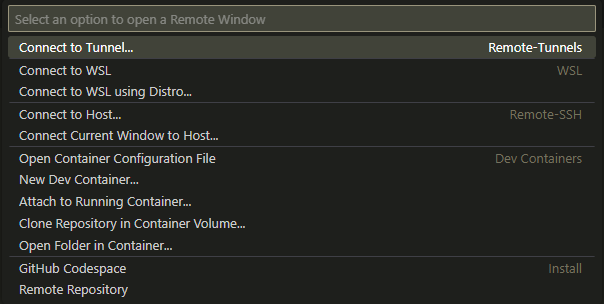 Select an option to open a Remote Window
Connect to Tunnel... Remote-Tunnels
Connect to WSL WSL
Connect to WSL using Distro...
Connect to Host... Remote-SSH
Connect Current Window to Host...
Open Container Configuration File Dev Containers
New Dev Container...
Attach to Running Container...
Clone Repository in Container Volume...
Open Folder in Container...
GitHub Codespace Install
Remote Repository